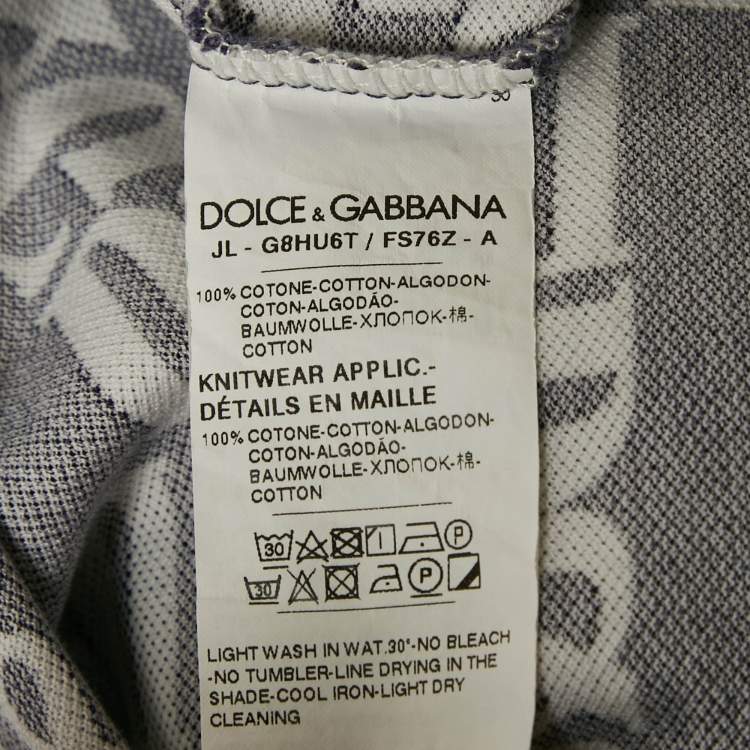 DOLCE & GABBANA
JL - G8HU6T / FS76Z - A
100% COTONE-COTTON-ALGODON-
COTON-ALGODÃO-
BAUMWOLLE-ХЛОПОК-棉-
COTTON
KNITWEAR APPLIC.-
DÉTAILS EN MAILLE
100% COTONE-COTTON-ALGODON-
COTON-ALGODÃO-
BAUMWOLLE-ХЛОПОК-棉-
COTTON
30 P
30 P
LIGHT WASH IN WAT.30°-NO BLEACH
-NO TUMBLER-LINE DRYING IN THE
SHADE-COOL IRON-LIGHT DRY
CLEANING